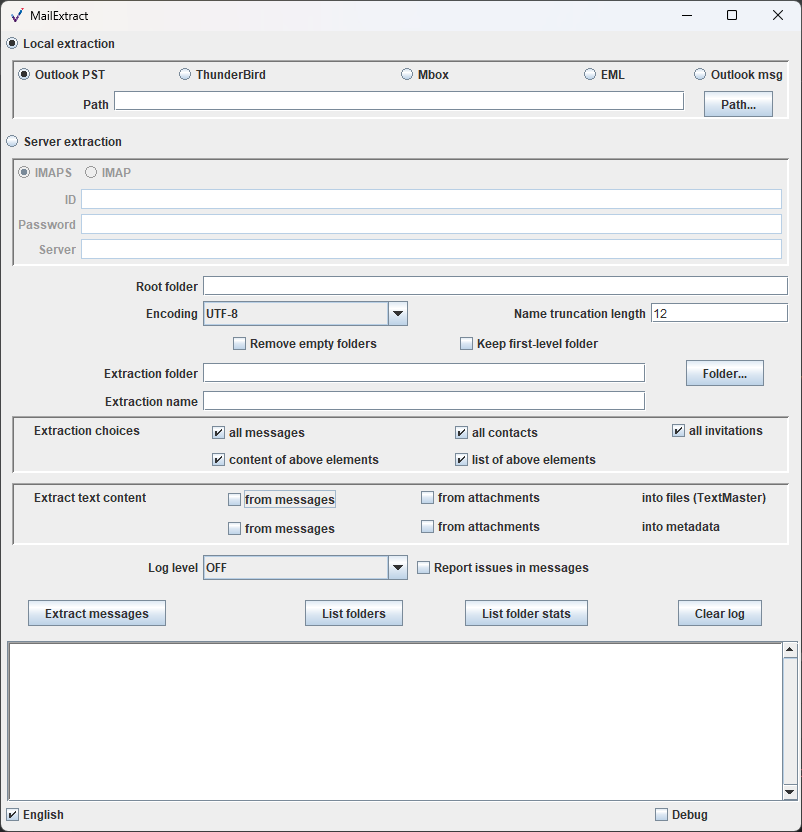 MailExtract
Local extraction
Outlook PST ThunderBird Mbox EML Outlook msg
Path Path...
Server extraction
IMAPS IMAP
ID
Password
Server
Root folder
Encoding UTF-8 Name truncation length 12
Remove empty folders Keep first-level folder
Extraction folder Folder...
Extraction name
Extraction choices all messages all contacts all invitations
content of above elements list of above elements
Extract text content from messages from attachments into files (TextMaster)
from messages from attachments into metadata
Log level OFF Report issues in messages
Extract messages List folders List folder stats Clear log
English Debug